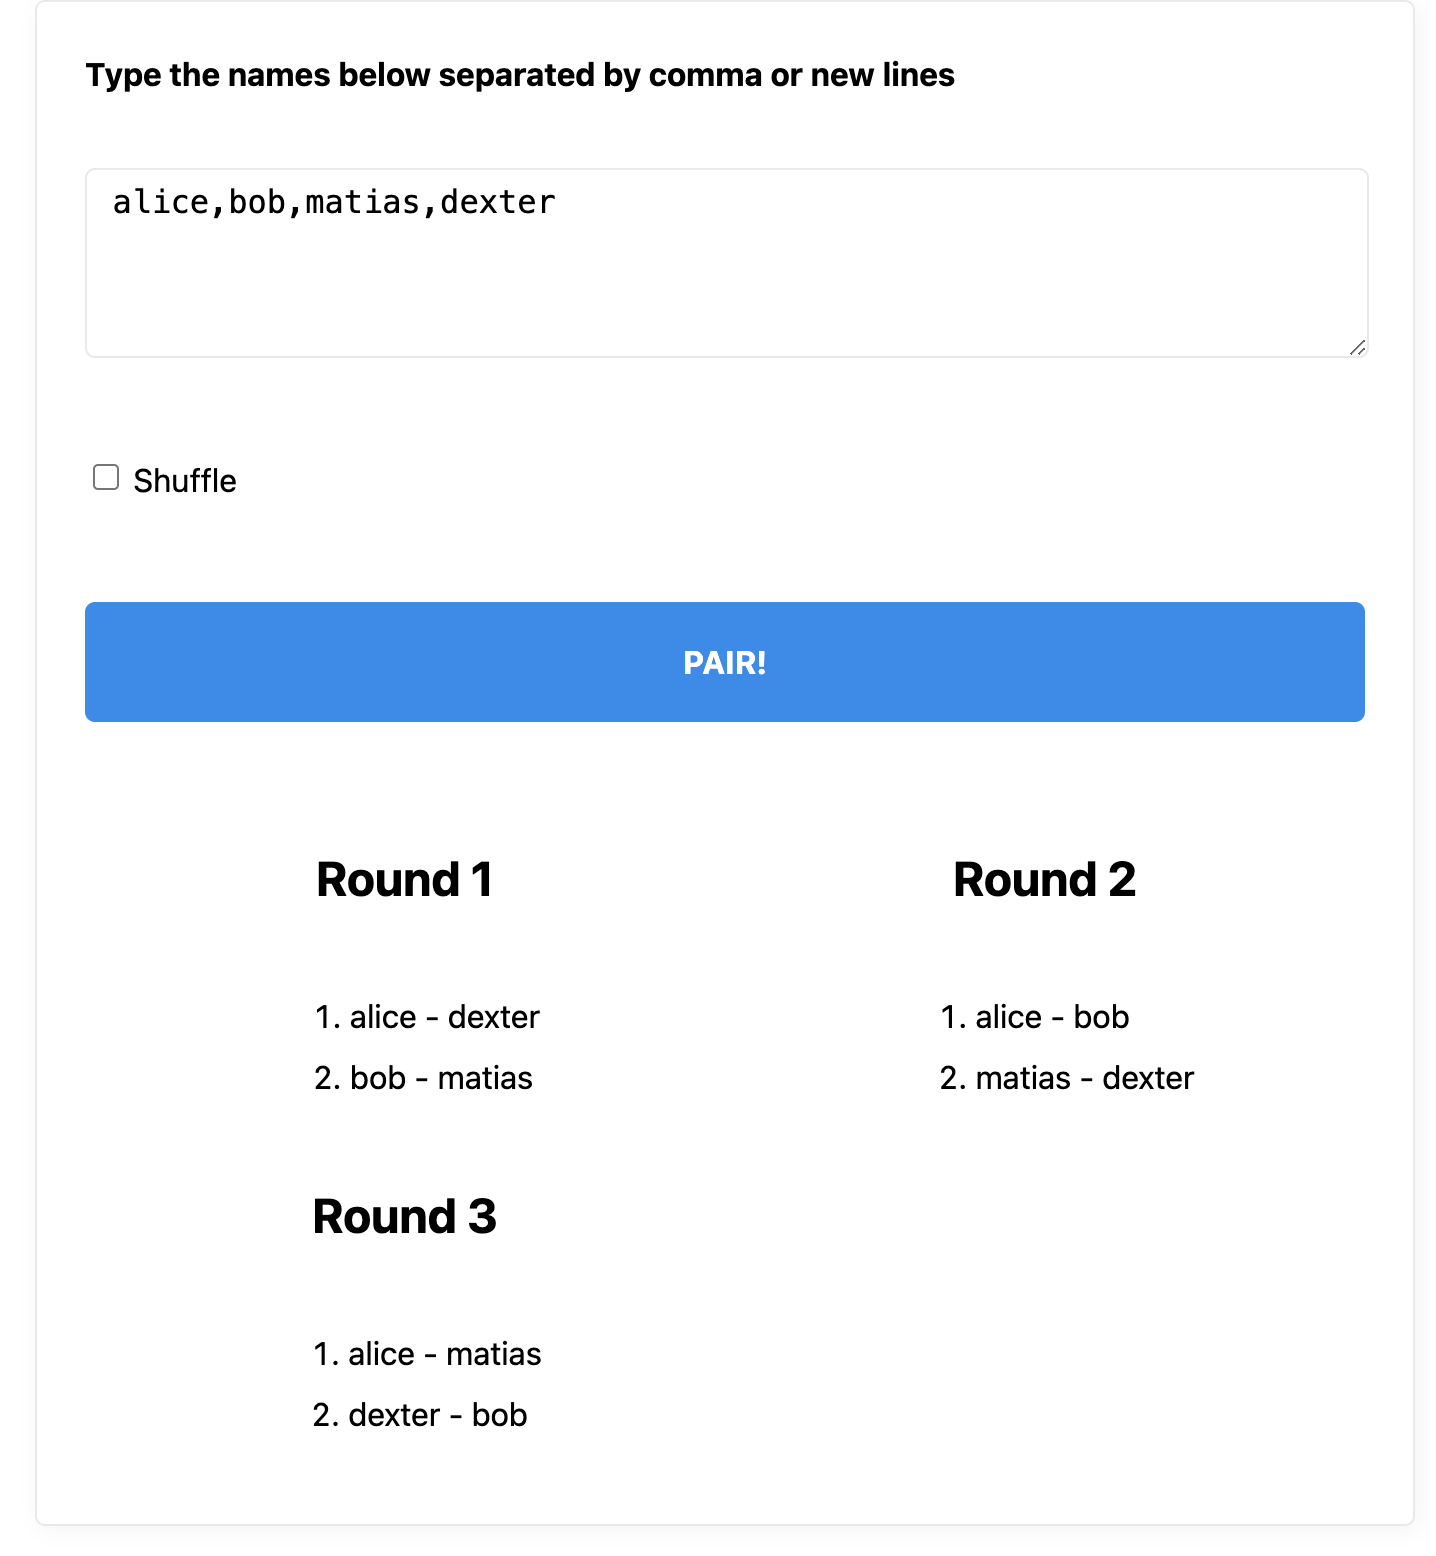 Type the names below separated by comma or new lines
alice,bob,matias,dexter
Shuffle
PAIR!
Round 1
1. alice - dexter
2. bob - matias
Round 2
1. alice - bob
2. matias - dexter
Round 3
1. alice - matias
2. dexter - bob